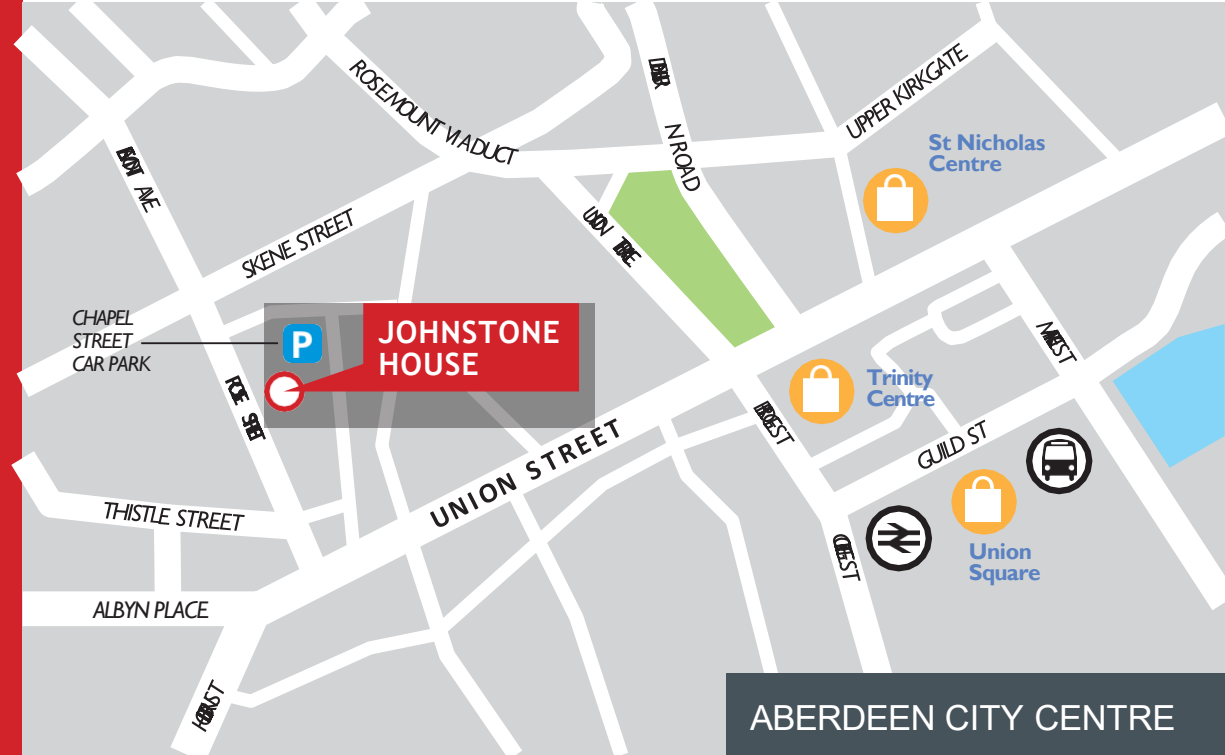 ROSEMOUNT VIADUCT
N ROAD
UPPER KIRKGATE
St Nicholas
Centre
AVE
SKENE STREET
CHAPEL
STREET
CAR PARK
P
JOHNSTONE
HOUSE
Trinity
Centre
UNION STREET
GUILD ST
THISTLE STREET
Union
Square
ALBYN PLACE
ABERDEEN CITY CENTRE